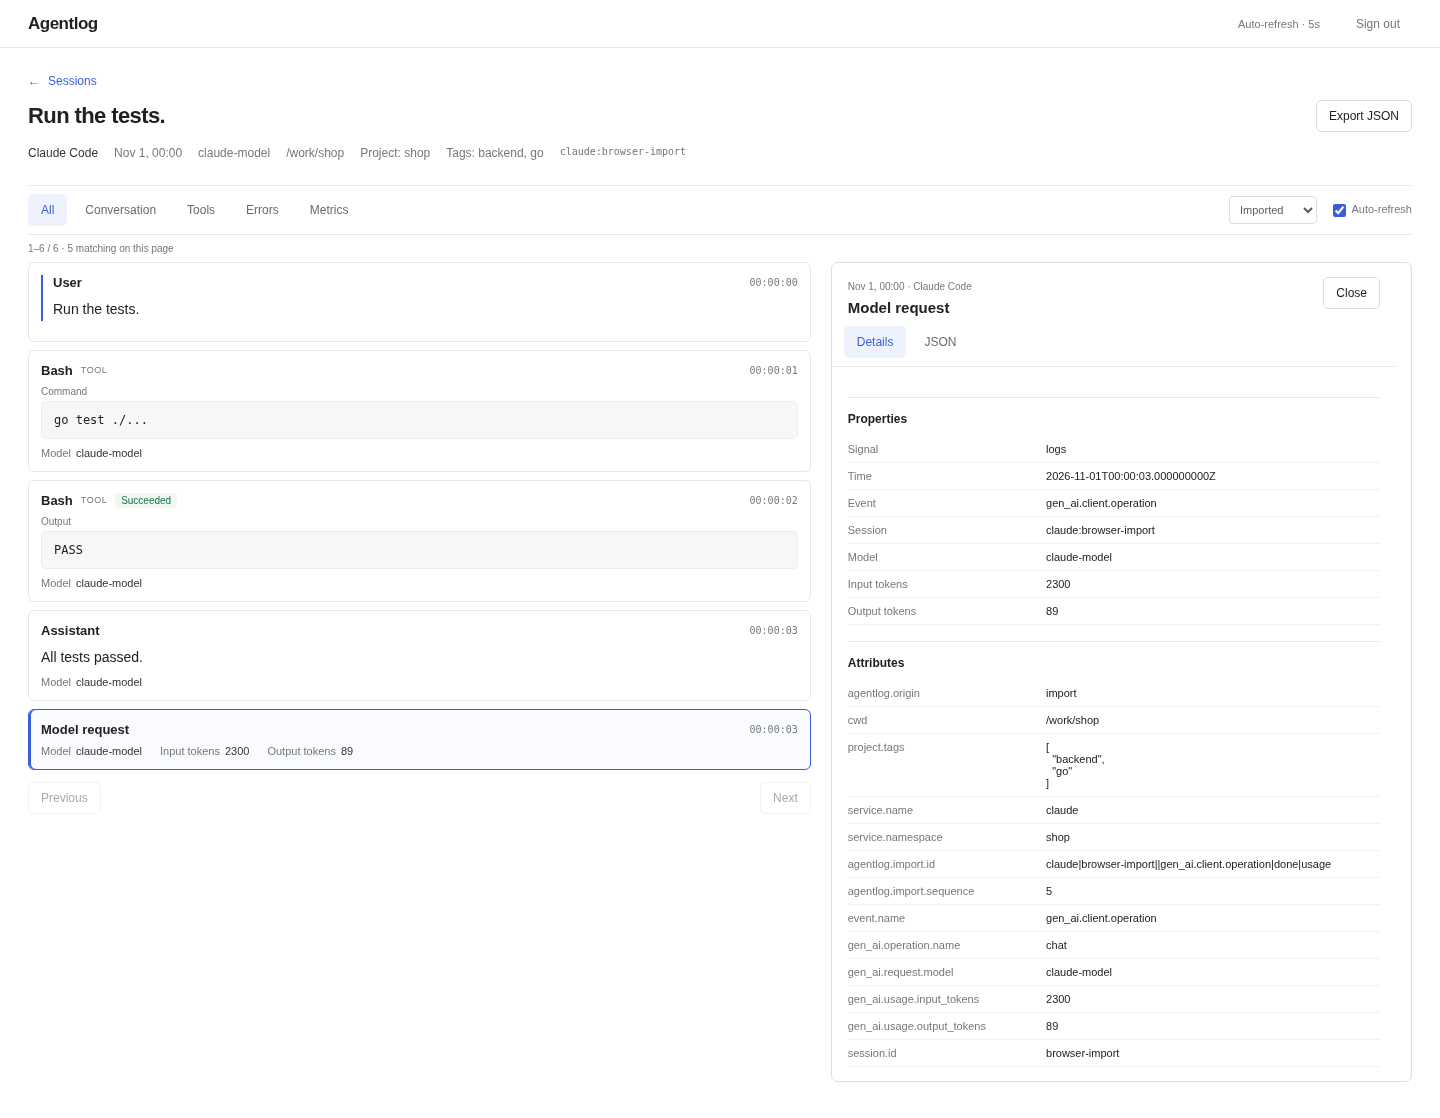 Agentlog
Auto-refresh · 5s
Sign out
← Sessions
Run the tests.
Export JSON
Claude Code Nov 1, 00:00 claude-model /work/shop Project: shop Tags: backend, go claude:browser-import
All Conversation Tools Errors Metrics
Imported
Auto-refresh
1–6 / 6 · 5 matching on this page
User 00:00:00
Run the tests.
Bash TOOL 00:00:01
Command
go test ./...
Model claude-model
Bash TOOL Succeeded 00:00:02
Output
PASS
Model claude-model
Assistant 00:00:03
All tests passed.
Model claude-model
Model request 00:00:03
Model claude-model Input tokens 2300 Output tokens 89
Previous
Next
Nov 1, 00:00 · Claude Code
Model request
Close
Details JSON
Properties
Signal logs
Time 2026-11-01T00:00:03.000000000Z
Event gen_ai.client.operation
Session claude:browser-import
Model claude-model
Input tokens 2300
Output tokens 89
Attributes
agentlog.origin import
cwd /work/shop
project.tags [
"backend",
"go"
]
service.name claude
service.namespace shop
agentlog.import.id claude|browser-import||gen_ai.client.operation|done|usage
agentlog.import.sequence 5
event.name gen_ai.client.operation
gen_ai.operation.name chat
gen_ai.request.model claude-model
gen_ai.usage.input_tokens 2300
gen_ai.usage.output_tokens 89
session.id browser-import